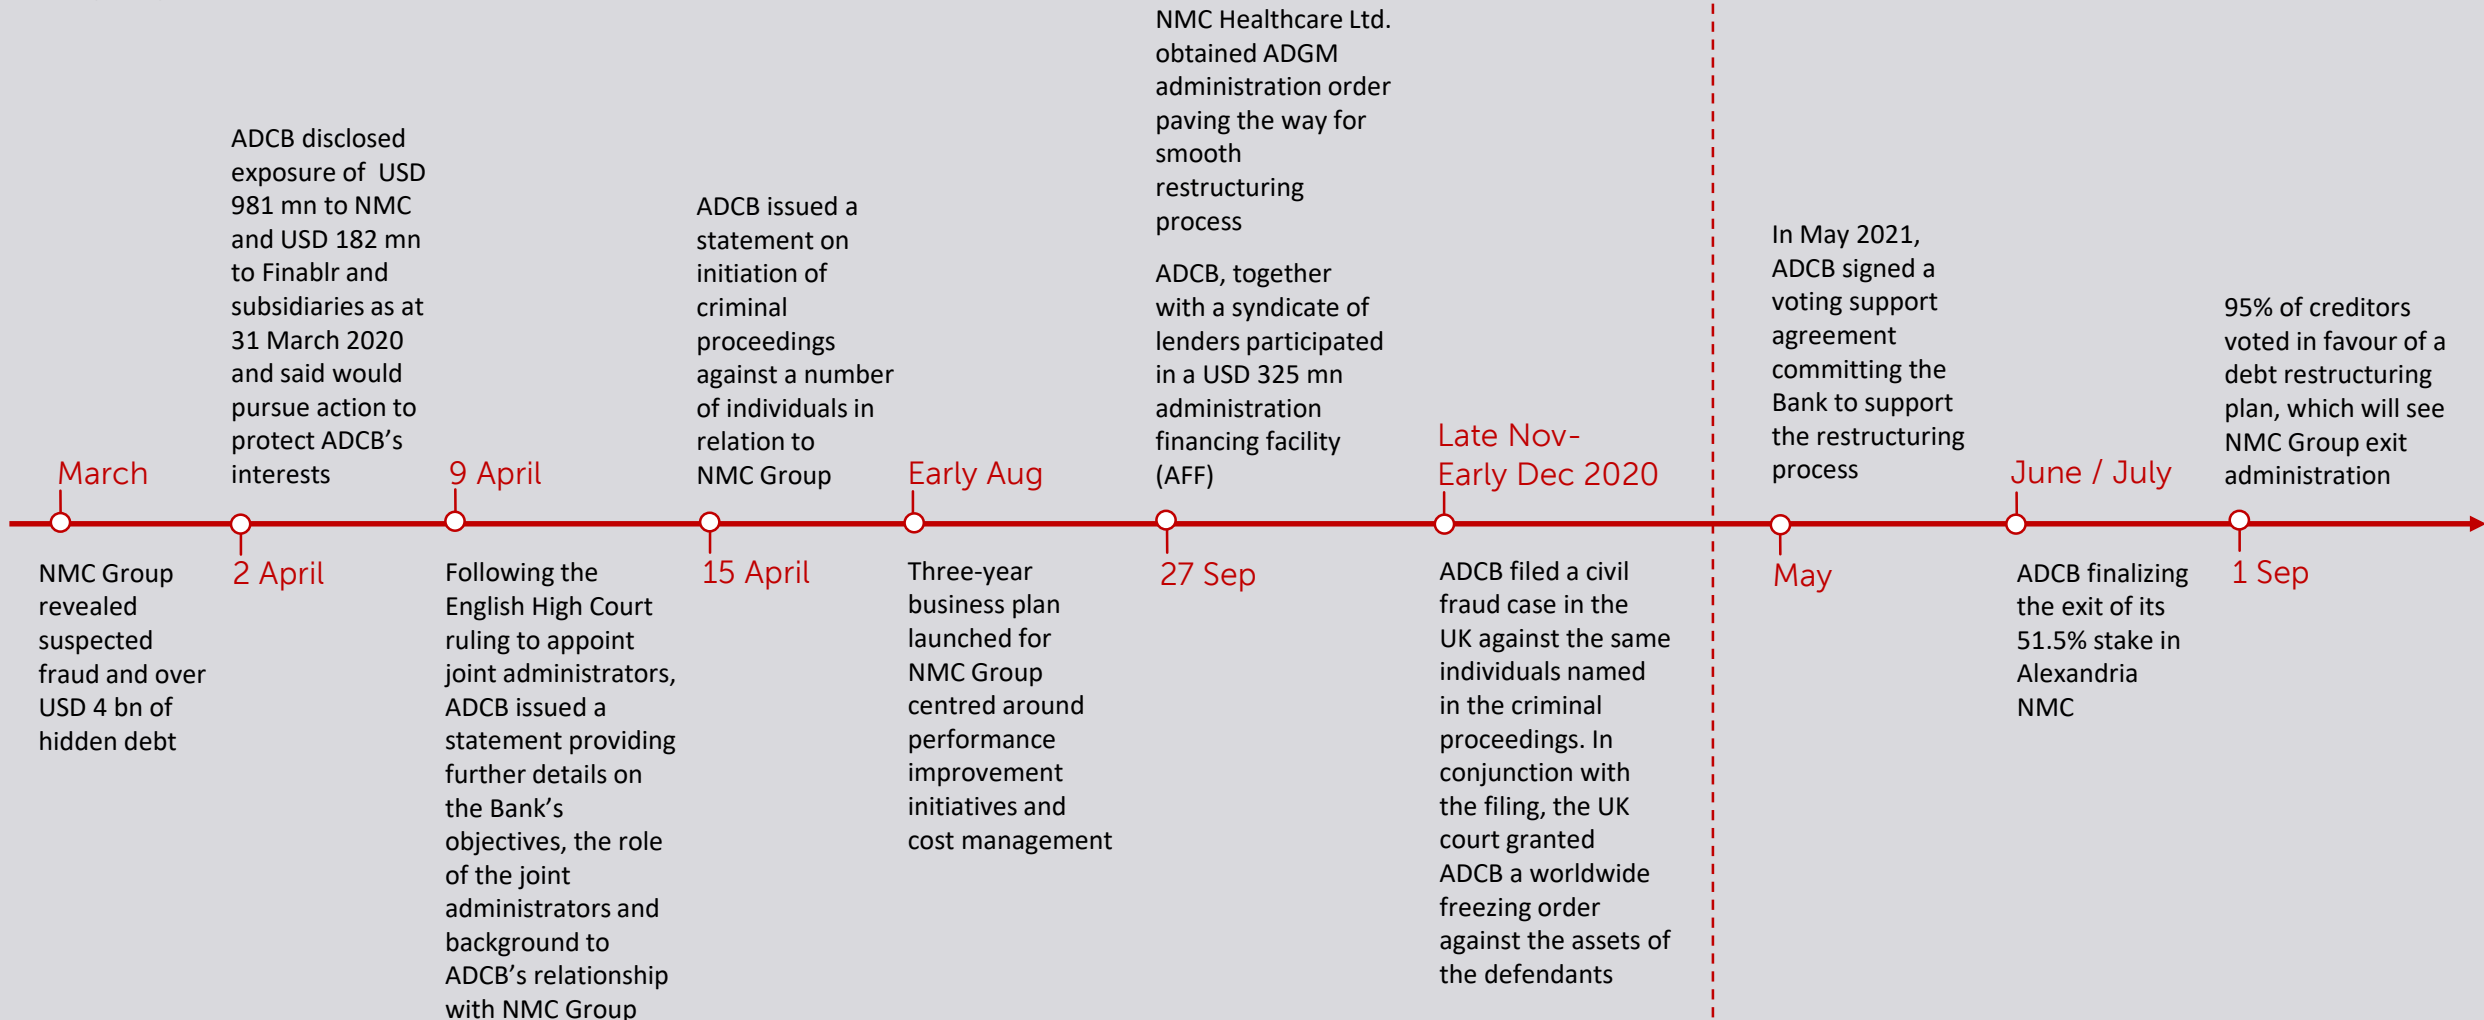 March
NMC Group
revealed
suspected
fraud and over
USD 4 bn of
hidden debt
ADCB disclosed
exposure of  USD
981 mn to NMC
and USD 182 mn
to Finablr and
subsidiaries as at
31 March 2020
and said would
pursue action to
protect ADCB’s
interests
2 April
9 April
Following the
English High Court
ruling to appoint
joint administrators,
ADCB issued a
statement providing
further details on
the Bank’s
objectives, the role
of the joint
administrators and
background to
ADCB’s relationship
with NMC Group
ADCB issued a
statement on
initiation of
criminal
proceedings
against a number
of individuals in
relation to
NMC Group
15 April
Early Aug
Three-year
business plan
launched for
NMC Group
centred around
performance
improvement
initiatives and
cost management
NMC Healthcare Ltd.
obtained ADGM
administration order
paving the way for
smooth
restructuring
process
ADCB, together
with a syndicate of
lenders participated
in a USD 325 mn
administration
financing facility
(AFF)
27 Sep
Late Nov-
Early Dec 2020
ADCB filed a civil
fraud case in the
UK against the same
individuals named
in the criminal
proceedings. In
conjunction with
the filing, the UK
court granted
ADCB a worldwide
freezing order
against the assets of
the defendants
In May 2021,
ADCB signed a
voting support
agreement
committing the
Bank to support
the restructuring
process
May
June / July
ADCB finalizing
the exit of its
51.5% stake in
Alexandria
NMC
95% of creditors
voted in favour of a
debt restructuring
plan, which will see
NMC Group exit
administration
1 Sep